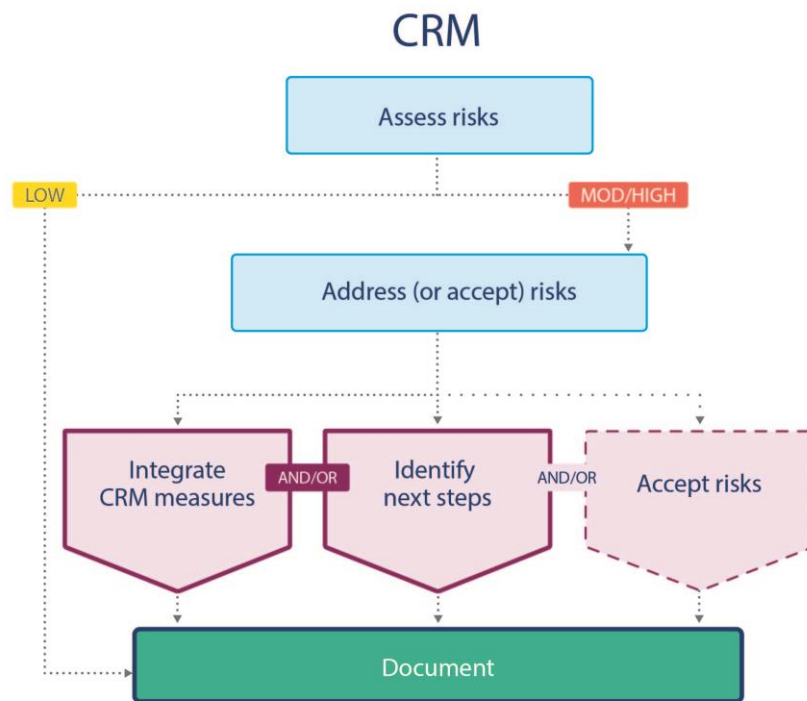 CRM
Assess risks
LOW
MOD/HIGH
Address (or accept) risks
Integrate
CRM measures
AND/OR
Identify
next steps
AND/OR
Accept risks
Document